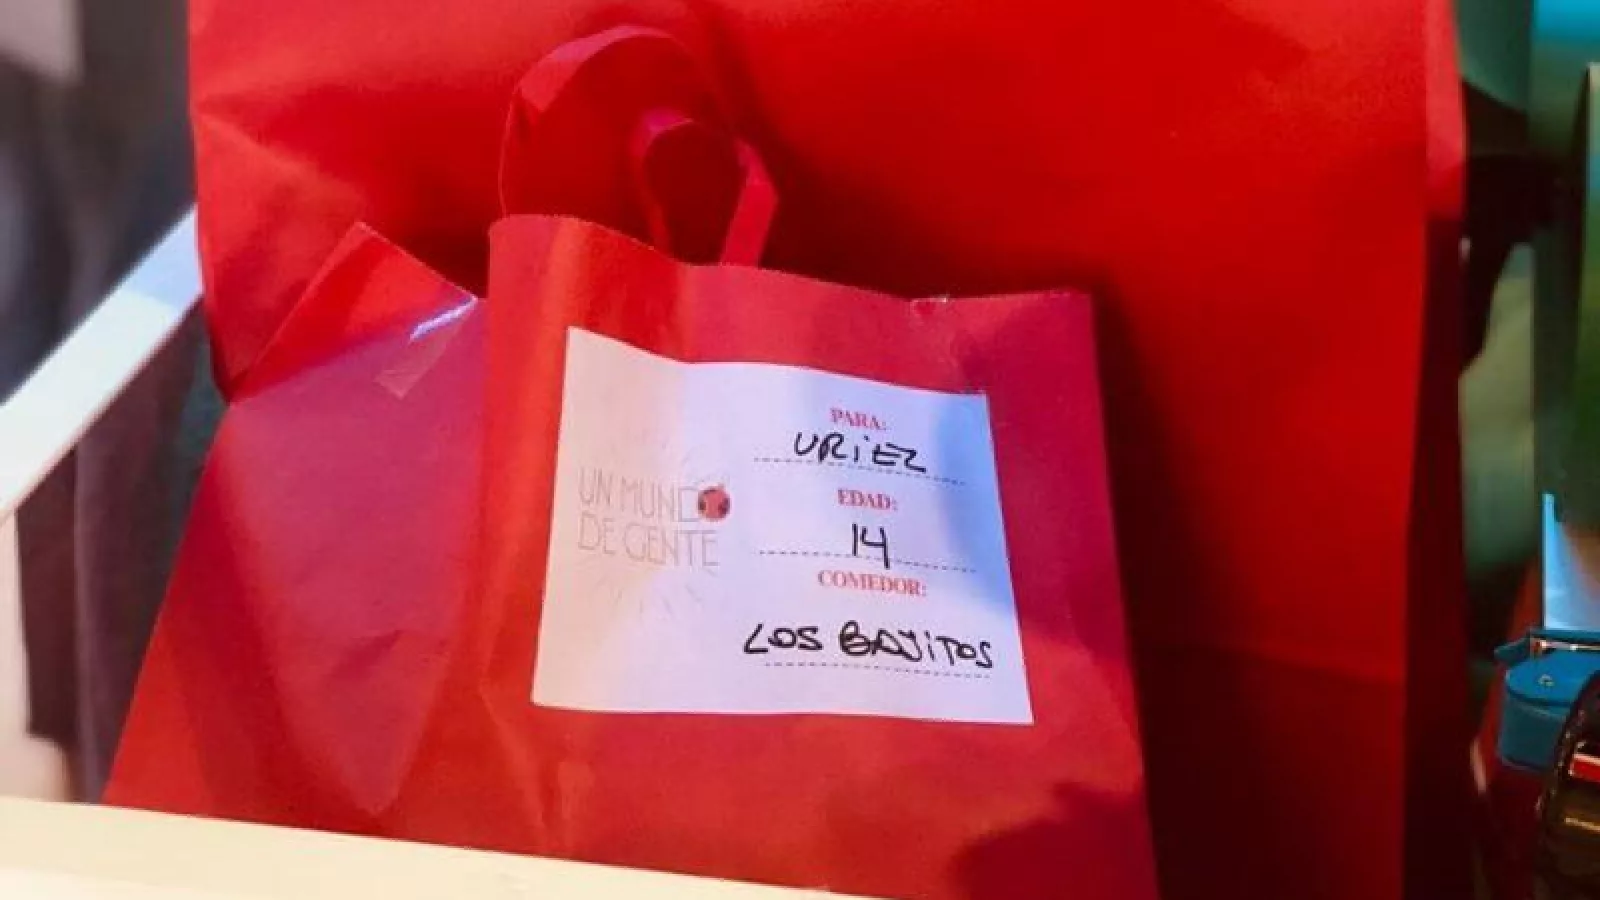 UN MUNDO
DE GENTE
PARA:
URIEL
EDAD:
14
COMEDOR:
LOS BAJITOS